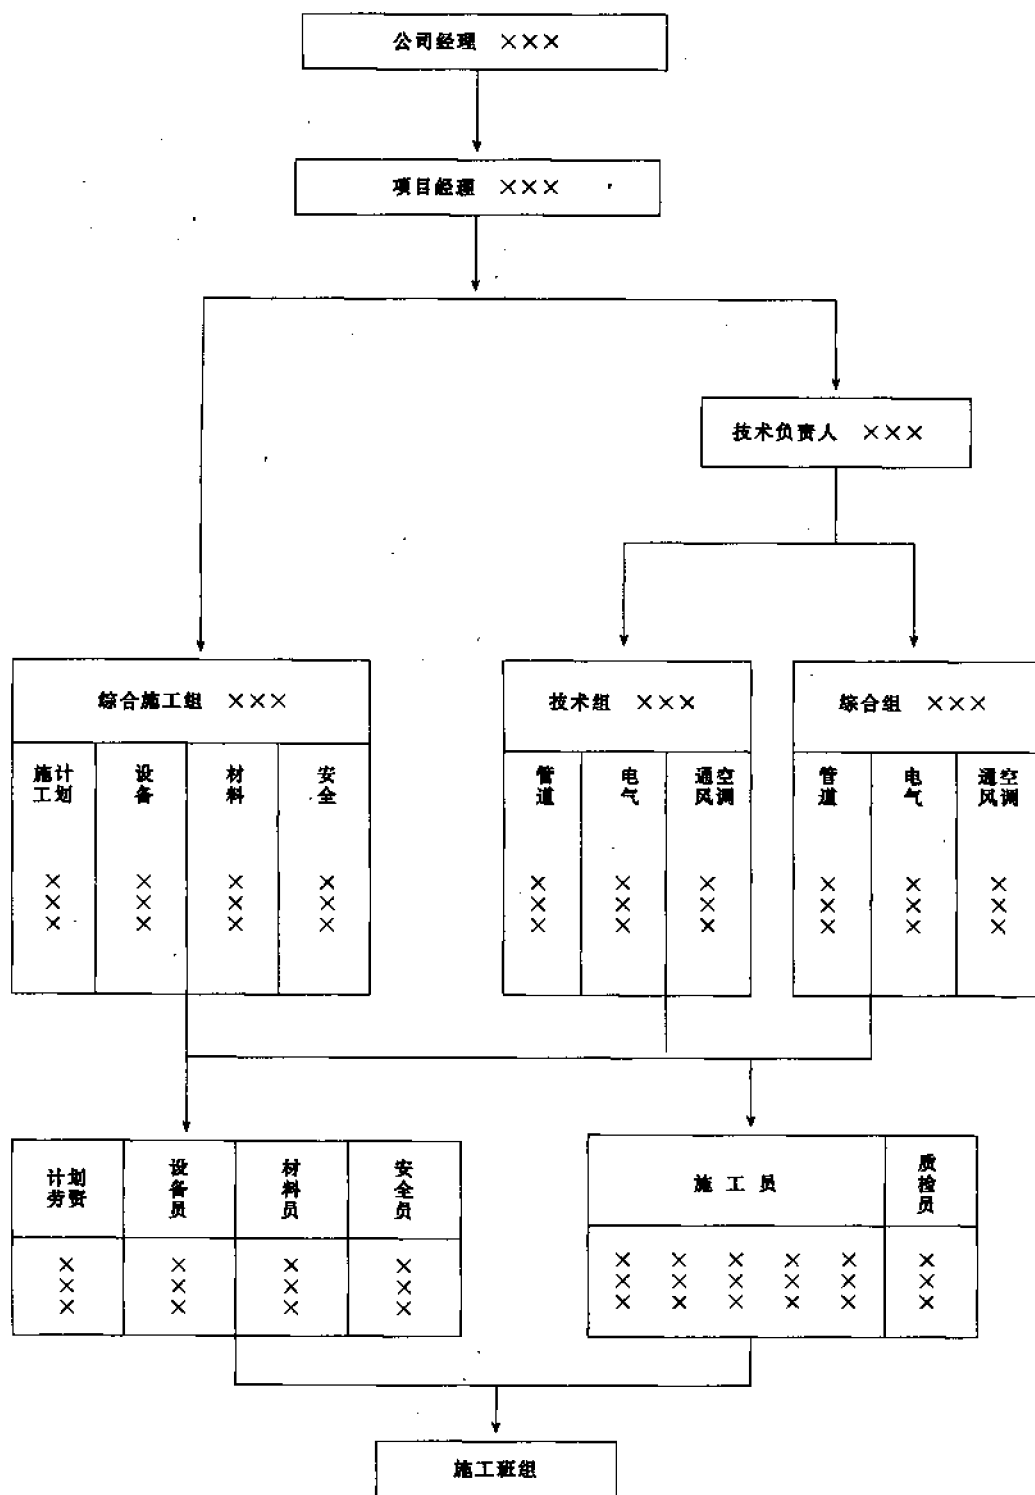 公司经理 ×××
项目经理 ×××
技术负责人 ×××
综合施工组 ×××
施工计划
×××
设备
×××
材料
×××
安全
×××
技术组 ×××
管道
×××
电气
×××
通风空调
×××
综合组 ×××
管道
×××
电气
×××
通风空调
×××
计划
劳资
×××
设备员
×××
材料员
×××
安全员
×××
施工员
×××
×××
×××
×××
×××
质检员
×××
施工班组